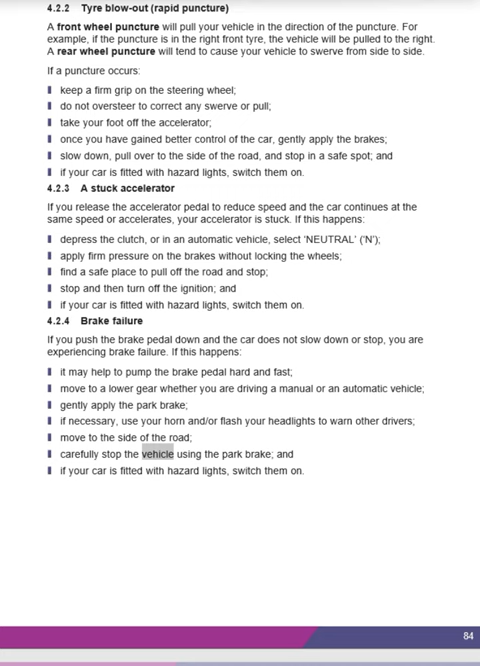 4.2.2 Tyre blow-out (rapid puncture)
A front wheel puncture will pull your vehicle in the direction of the puncture. For
example, if the puncture is in the right front tyre, the vehicle will be pulled to the right.
A rear wheel puncture will tend to cause your vehicle to swerve from side to side.
If a puncture occurs:
keep a firm grip on the steering wheel;
do not oversteer to correct any swerve or pull;
take your foot off the accelerator;
once you have gained better control of the car, gently apply the brakes;
slow down, pull over to the side of the road, and stop in a safe spot; and
if your car is fitted with hazard lights, switch them on.
4.2.3 A stuck accelerator
If you release the accelerator pedal to reduce speed and the car continues at the
same speed or accelerates, your accelerator is stuck. If this happens:
depress the clutch, or in an automatic vehicle, select 'NEUTRAL' ('N');
apply firm pressure on the brakes without locking the wheels;
find a safe place to pull off the road and stop;
stop and then turn off the ignition; and
if your car is fitted with hazard lights, switch them on.
4.2.4 Brake failure
If you push the brake pedal down and the car does not slow down or stop, you are
experiencing brake failure. If this happens:
it may help to pump the brake pedal hard and fast;
move to a lower gear whether you are driving a manual or an automatic vehicle;
gently apply the park brake;
if necessary, use your horn and/or flash your headlights to warn other drivers;
move to the side of the road;
carefully stop the vehicle using the park brake; and
if your car is fitted with hazard lights, switch them on.
84